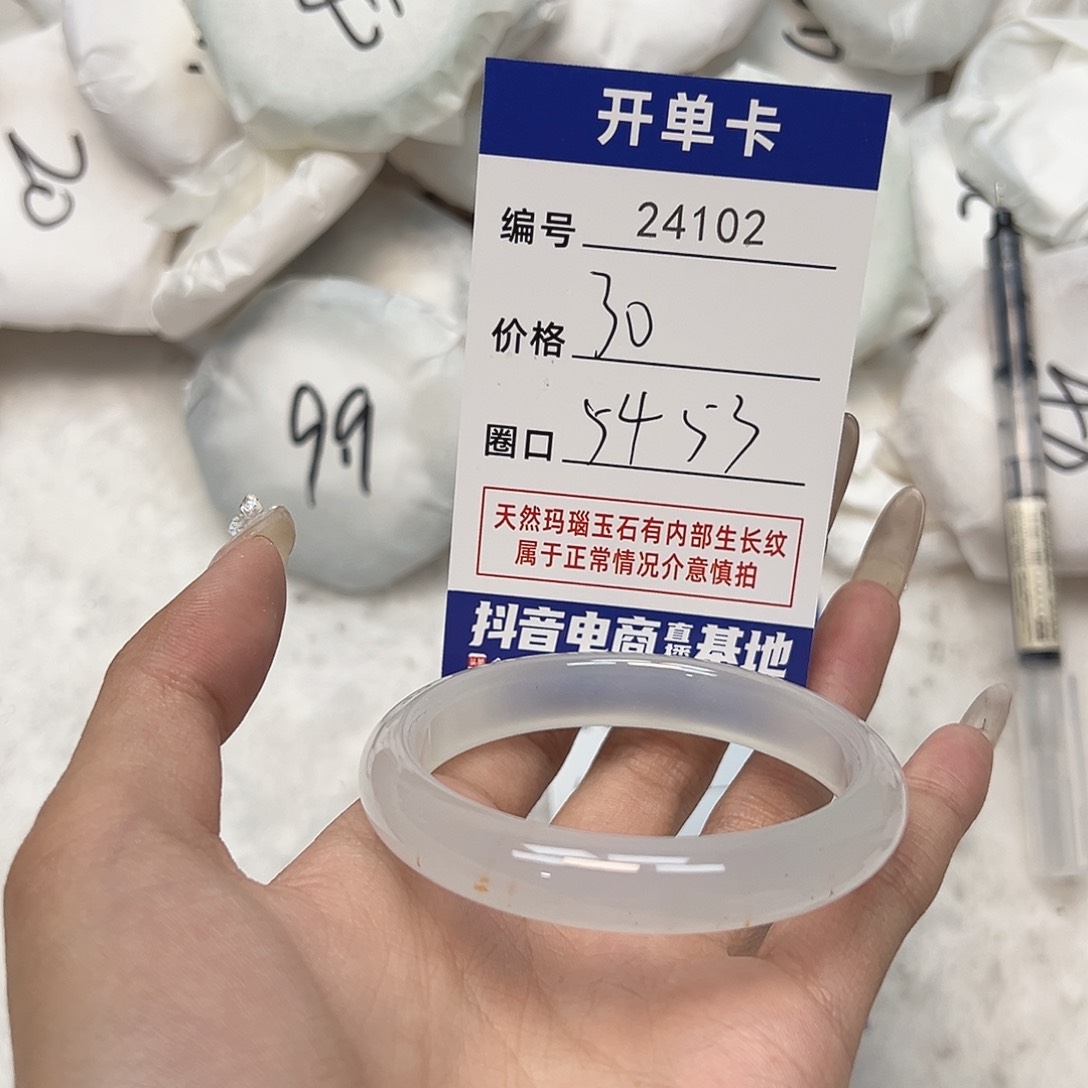 开单卡
编号 24102
价格 30
圈口 54 53
天然玛瑙玉石有内部生长纹
属于正常情况介意慎拍
抖音电商直播基地
99